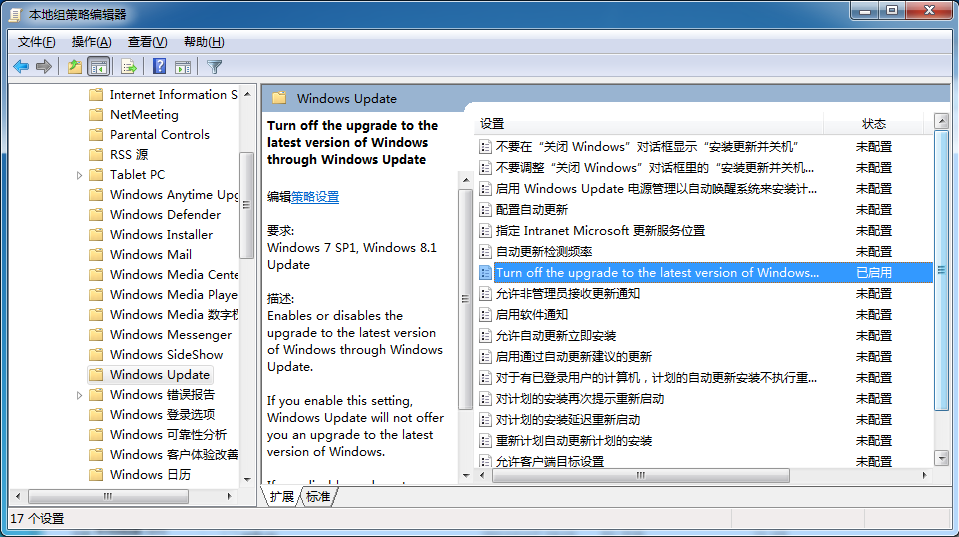 本地组策略编辑器
文件(F) 操作(A) 查看(V) 帮助(H)
Internet Information S
NetMeeting
Parental Controls
RSS 源
Tablet PC
Windows Anytime Upg
Windows Defender
Windows Installer
Windows Mail
Windows Media Cente
Windows Media Playe
Windows Media 数字权
Windows Messenger
Windows SideShow
Windows Update
Windows 错误报告
Windows 登录选项
Windows 可靠性分析
Windows 客户体验改善
Windows 日历
Windows Update
Turn off the upgrade to the
latest version of Windows
through Windows Update
编辑策略设置
要求:
Windows 7 SP1, Windows 8.1
Update
描述:
Enables or disables the
upgrade to the latest version
of Windows through Windows
Update.
If you enable this setting,
Windows Update will not offer
you an upgrade to the latest
version of Windows.
设置 状态
不要在“关闭 Windows”对话框显示“安装更新并关机” 未配置
不要调整“关闭 Windows”对话框里的“安装更新并关机... 未配置
启用 Windows Update 电源管理以自动唤醒系统来安装计... 未配置
配置自动更新 未配置
指定 Intranet Microsoft 更新服务位置 未配置
自动更新检测频率 未配置
Turn off the upgrade to the latest version of Windows... 已启用
允许非管理员接收更新通知 未配置
启用软件通知 未配置
允许自动更新立即安装 未配置
启用通过自动更新建议的更新 未配置
对于有已登录用户的计算机，计划的自动更新安装不执行重... 未配置
对计划的安装再次提示重新启动 未配置
对计划的安装延迟重新启动 未配置
重新计划自动更新计划的安装 未配置
允许客户端目标设置 未配置
扩展 标准
17 个设置